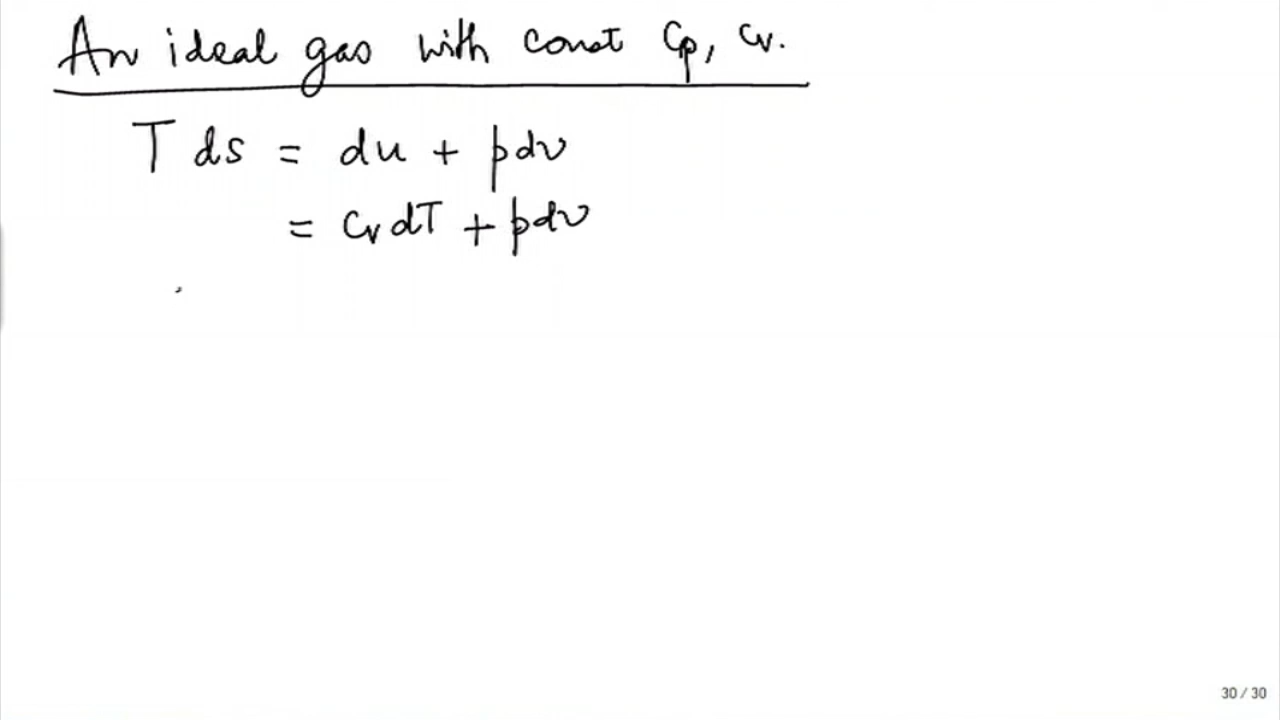 An ideal gas with const Cp, Cv.
T ds = du + pdv
= Cv dT + pdv
30 / 30